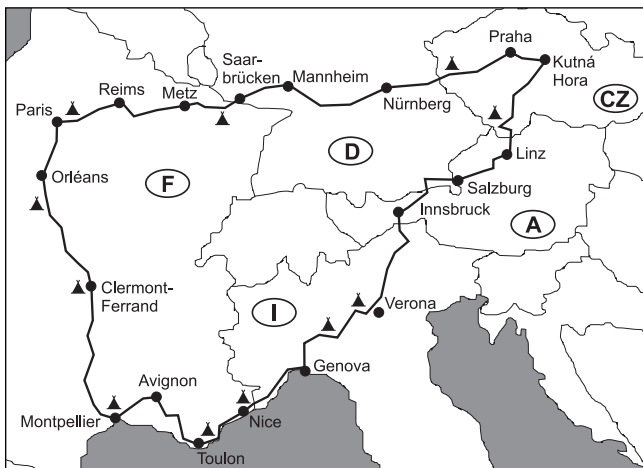 Praha
Saar-
brücken
Mannheim
Kutná
Hora
Reims
Metz
Nürnberg
CZ
Paris
D
Linz
Orléans
F
Salzburg
Innsbruck
A
Clermont-
Ferrand
I
Verona
Avignon
Genova
Montpellier
Nice
Toulon